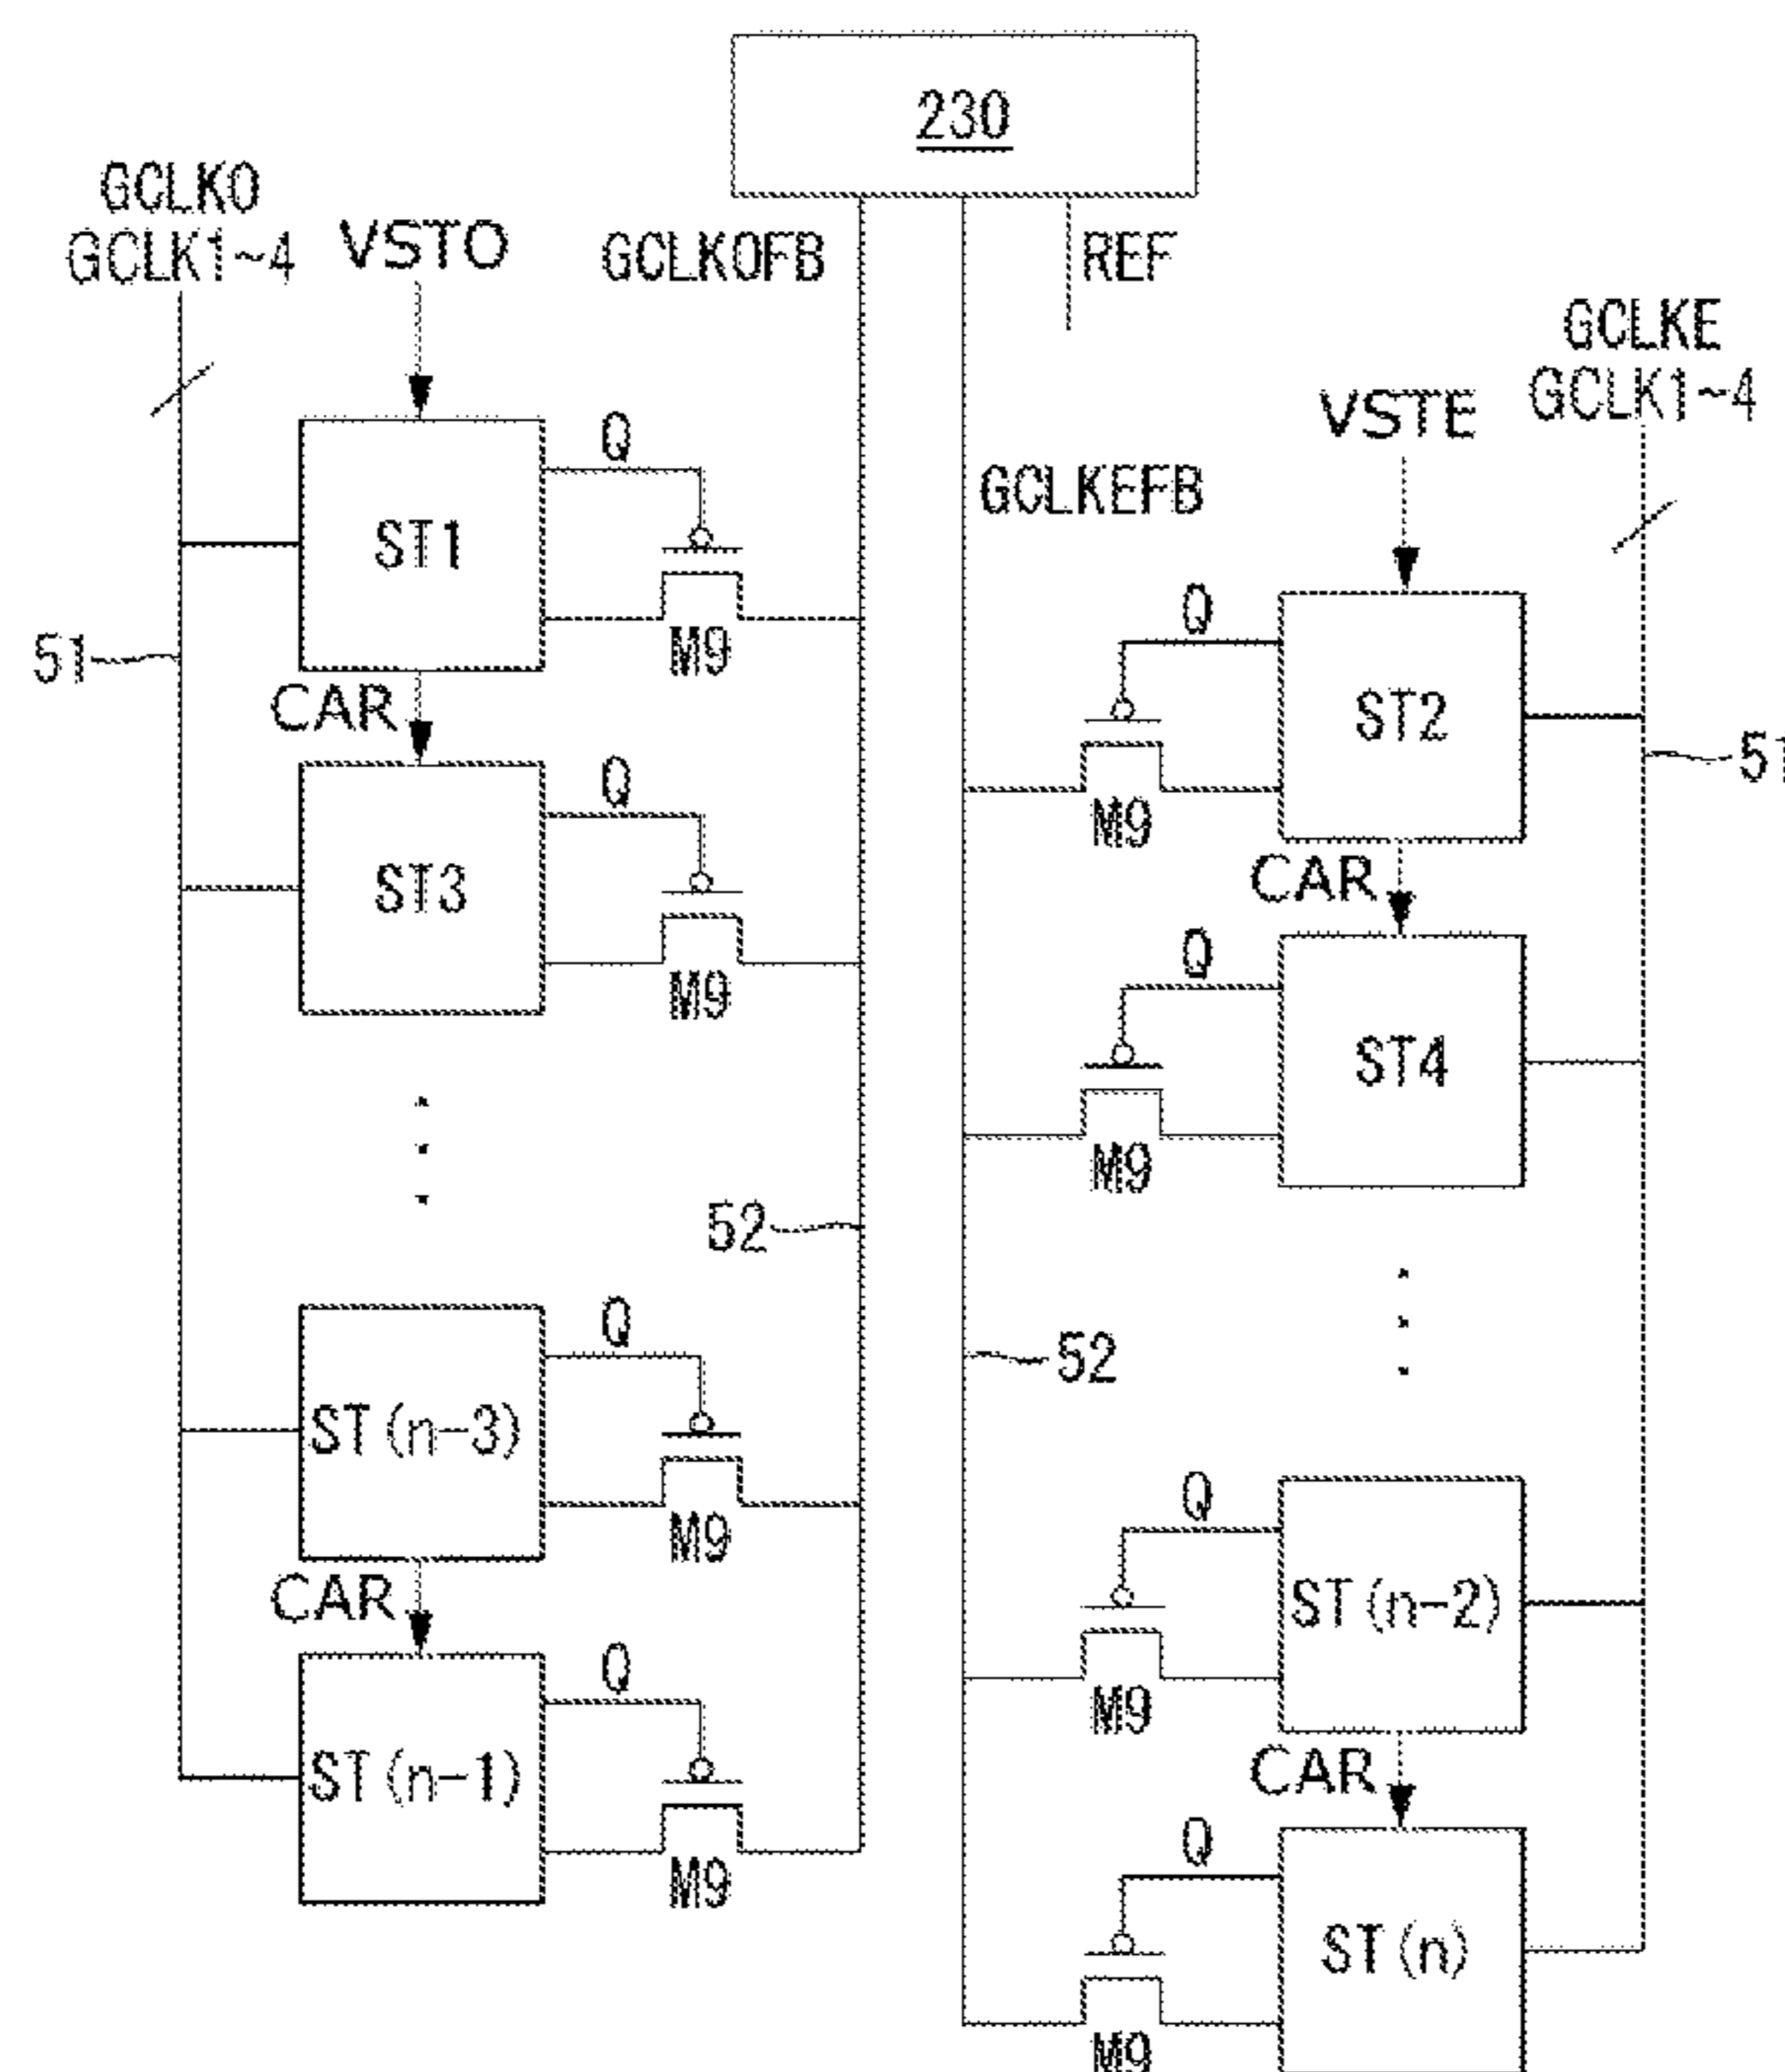 230
GCLKO
GCLK1~4
VSTO
GCLKOFB
REF
GCLKE
GCLK1~4
VSTE
GCLKEFB
Q
ST1
M9
51
CAR
Q
ST2
M9
51
CAR
Q
ST3
M9
Q
ST4
M9
52
52
Q
ST(n-3)
M9
CAR
Q
ST(n-2)
M9
CAR
Q
ST(n-1)
M9
Q
ST(n)
M9